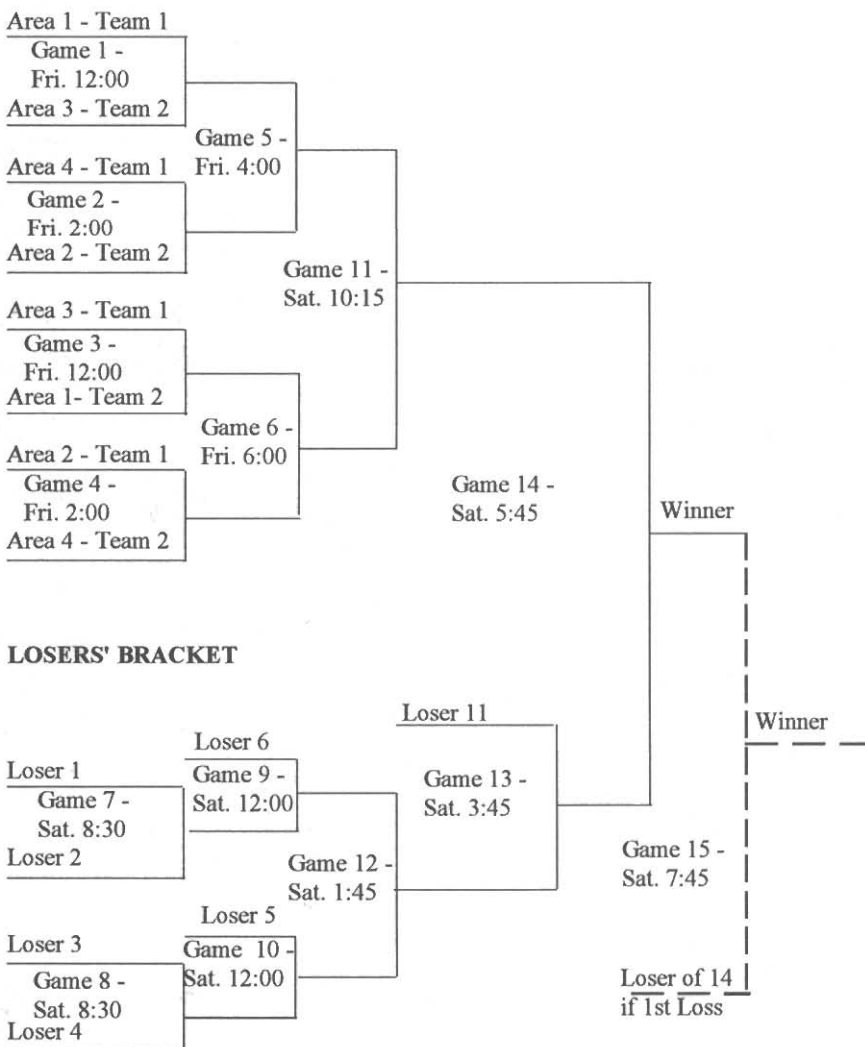 Area 1 - Team 1
Game 1 -
Fri. 12:00
Area 3 - Team 2
Game 5 -
Fri. 4:00
Area 4 - Team 1
Game 2 -
Fri. 2:00
Area 2 - Team 2
Game 11 -
Sat. 10:15
Area 3 - Team 1
Game 3 -
Fri. 12:00
Area 1- Team 2
Game 6 -
Fri. 6:00
Area 2 - Team 1
Game 4 -
Fri. 2:00
Area 4 - Team 2
Game 14 -
Sat. 5:45
Winner
LOSERS' BRACKET
Loser 11
Winner
Loser 6
Loser 1
Game 9 -
Sat. 12:00
Game 7 -
Sat. 8:30
Loser 2
Game 13 -
Sat. 3:45
Game 12 -
Sat. 1:45
Game 15 -
Sat. 7:45
Loser 5
Loser 3
Game 10 -
Sat. 12:00
Game 8 -
Sat. 8:30
Loser 4
Loser of 14
if 1st Loss